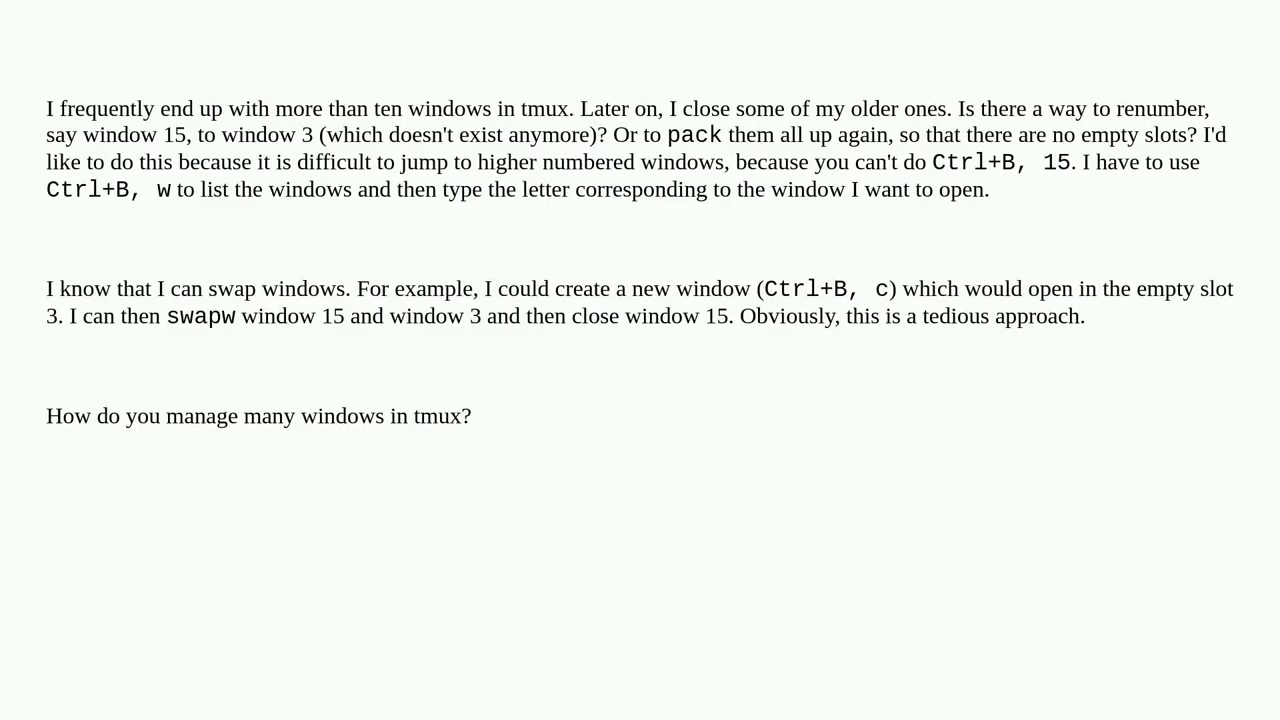 I frequently end up with more than ten windows in tmux. Later on, I close some of my older ones. Is there a way to renumber,
say window 15, to window 3 (which doesn't exist anymore)? Or to pack them all up again, so that there are no empty slots? I'd
like to do this because it is difficult to jump to higher numbered windows, because you can't do Ctrl+B, 15. I have to use
Ctrl+B, w to list the windows and then type the letter corresponding to the window I want to open.
I know that I can swap windows. For example, I could create a new window (Ctrl+B, c) which would open in the empty slot
3. I can then swapw window 15 and window 3 and then close window 15. Obviously, this is a tedious approach.
How do you manage many windows in tmux?